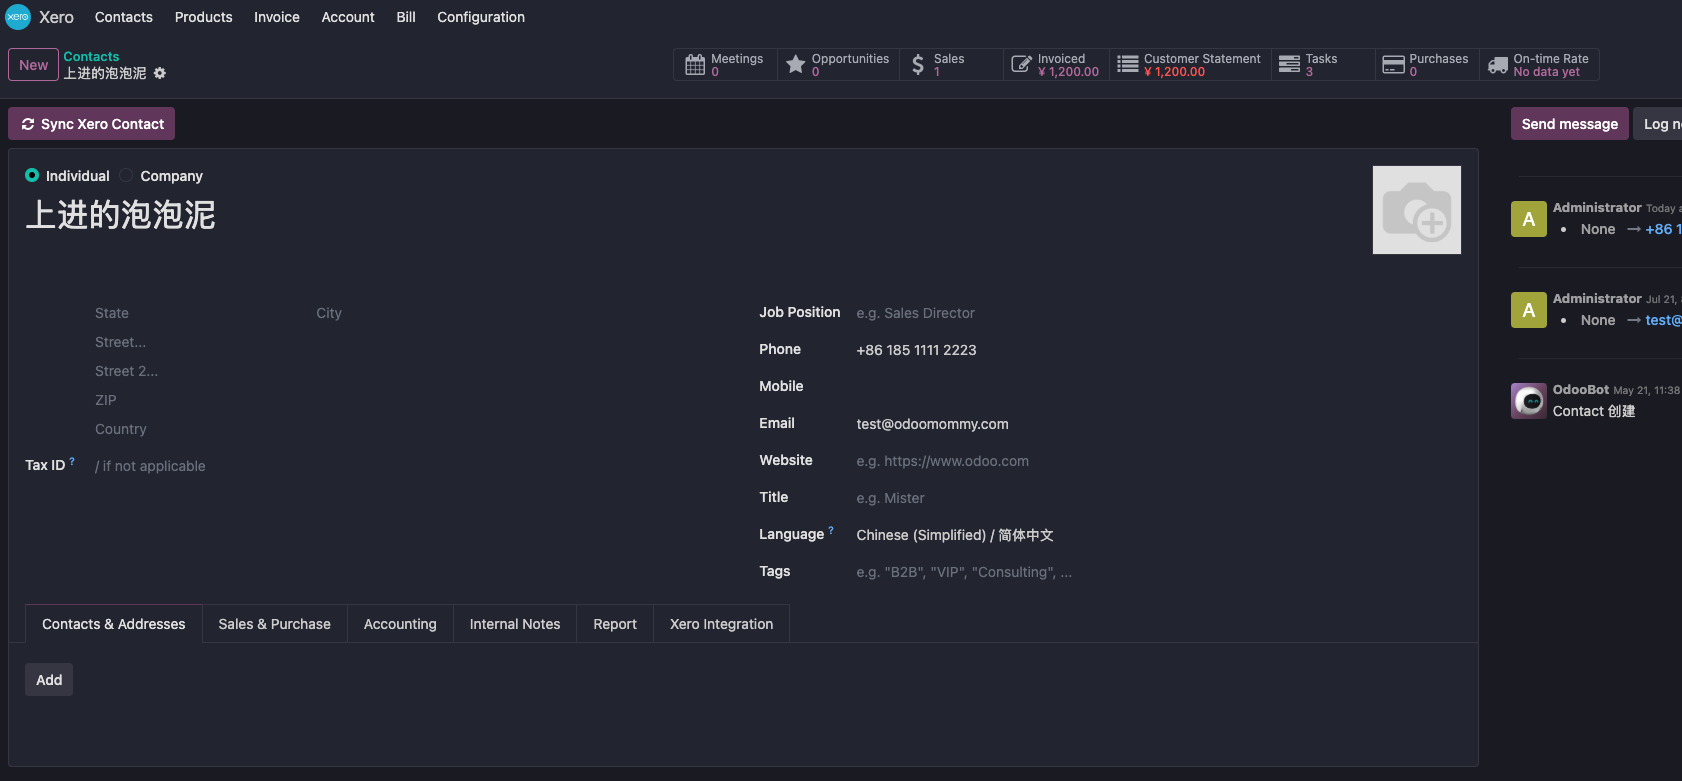 xero Xero Contacts Products Invoice Account Bill Configuration
New
Contacts
上进的泡泡泥
Meetings
0
Opportunities
0
Sales
1
Invoiced
¥ 1,200.00
Customer Statement
¥ 1,200.00
Tasks
3
Purchases
0
On-time Rate
No data yet
Sync Xero Contact
Send message
Log
Individual Company
上进的泡泡泥
State City
Street...
Street 2...
ZIP
Country
Tax ID ? / if not applicable
Job Position e.g. Sales Director
Phone +86 185 1111 2223
Mobile
Email test@odoomommy.com
Website e.g. https://www.odoo.com
Title e.g. Mister
Language ? Chinese (Simplified) / 简体中文
Tags e.g. "B2B", "VIP", "Consulting", ...
Contacts & Addresses Sales & Purchase Accounting Internal Notes Report Xero Integration
Add
A
Administrator Today
• None → +86
A
Administrator Jul 21,
• None → test@
OdooBot May 21, 11:38
Contact 创建